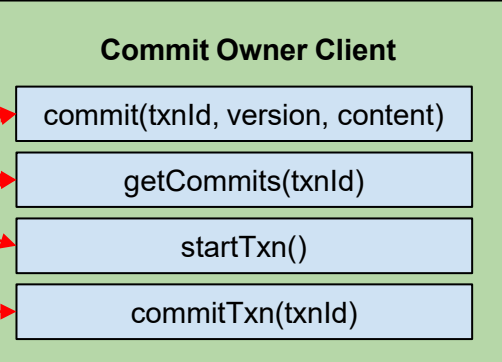 Commit Owner Client
commit(txnId, version, content)
getCommits(txnId)
startTxn()
commitTxn(txnId)